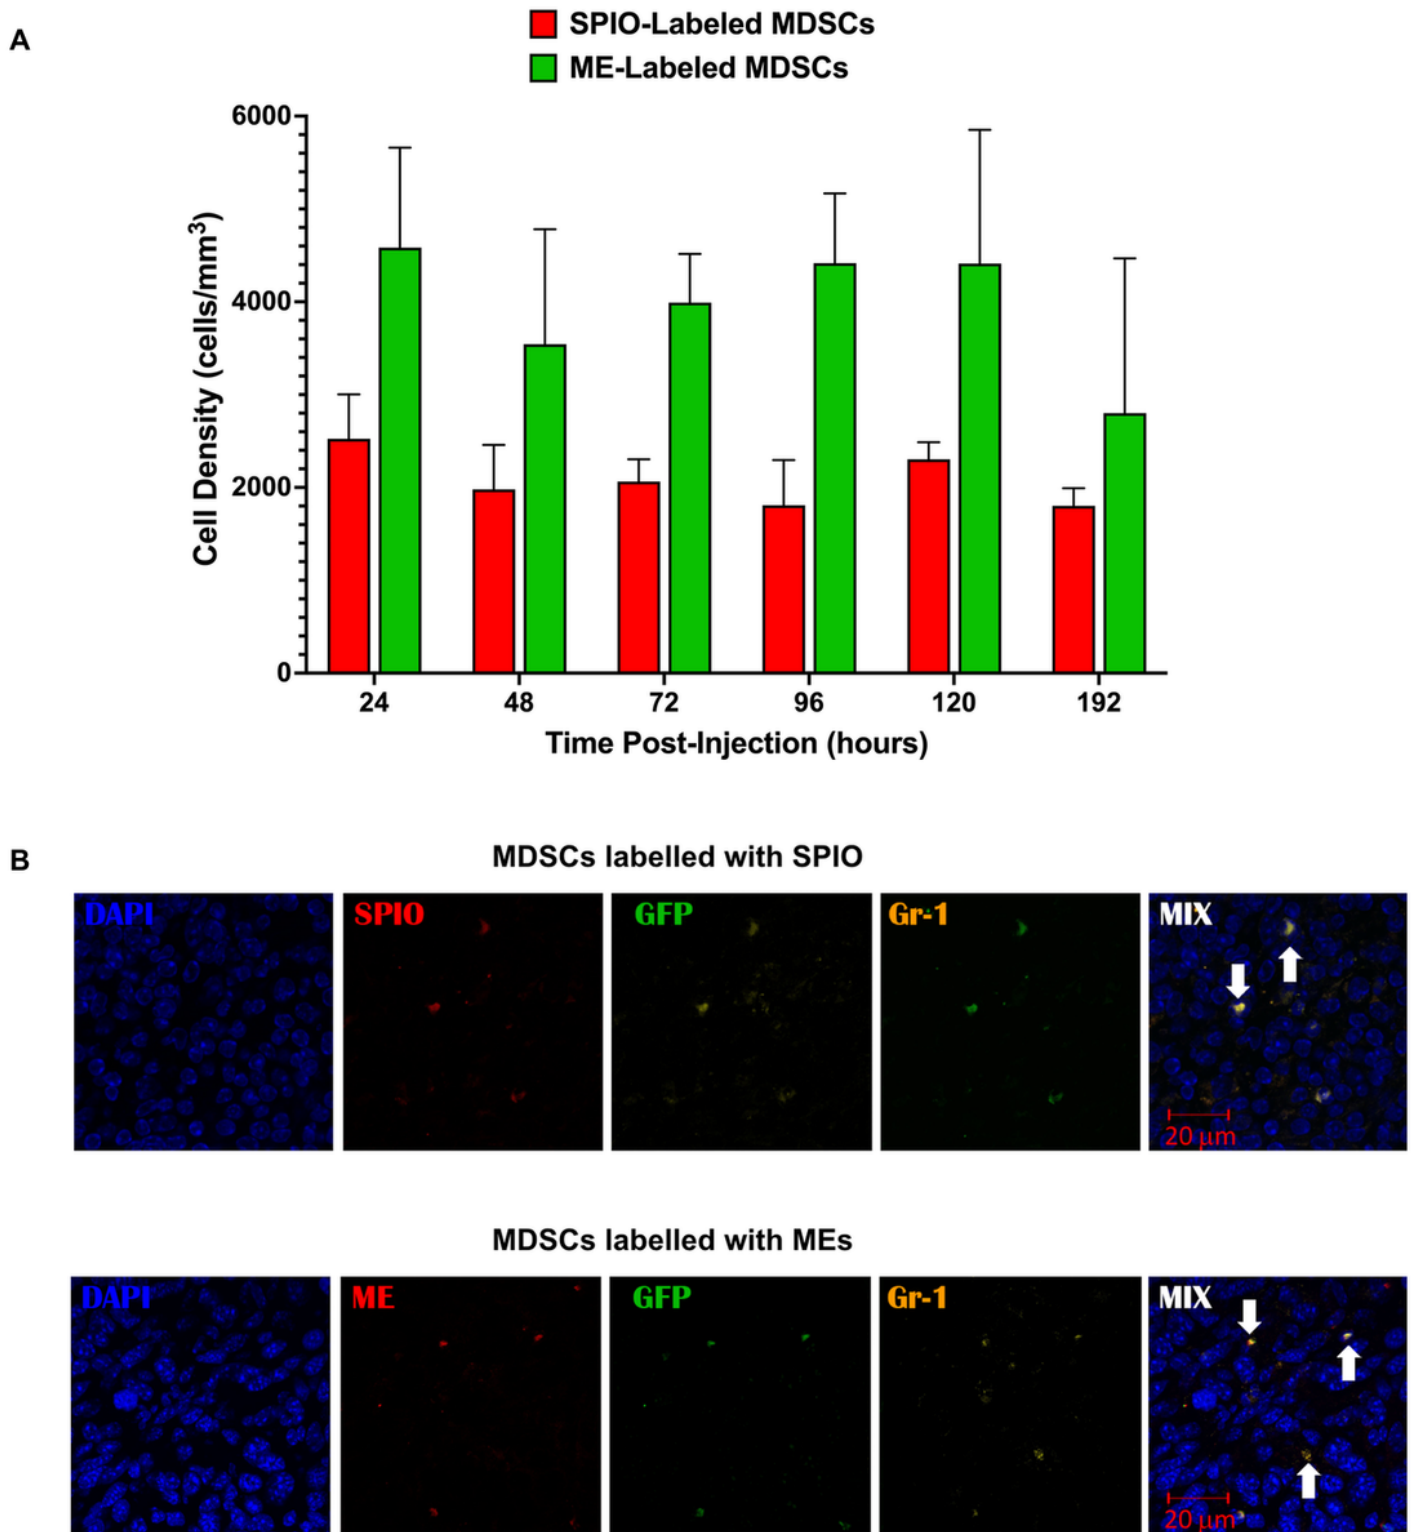 A
SPIO-Labeled MDSCs
ME-Labeled MDSCs
6000
4000
2000
0
Cell Density (cells/mm³)
24 48 72 96 120 192
Time Post-Injection (hours)
B
MDSCs labelled with SPIO
DAPI SPIO GFP Gr-1 MIX
20 µm
MDSCs labelled with MEs
DAPI ME GFP Gr-1 MIX
20 µm